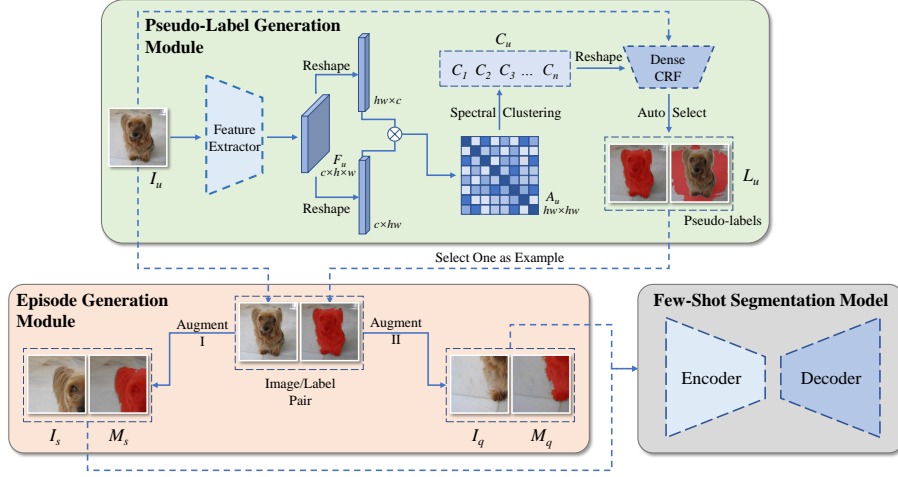 Pseudo-Label Generation
Module
I_u
Feature
Extractor
Reshape
F_u
c×h×w
Reshape
hw×c
c×hw
C_u
C_1 C_2 C_3 ... C_n
Spectral Clustering
A_u
hw×hw
Reshape
Dense
CRF
Auto Select
L_u
Pseudo-labels
Select One as Example
Episode Generation
Module
Augment
I
Image/Label
Pair
Augment
II
I_s M_s
I_q M_q
Few-Shot Segmentation Model
Encoder
Decoder